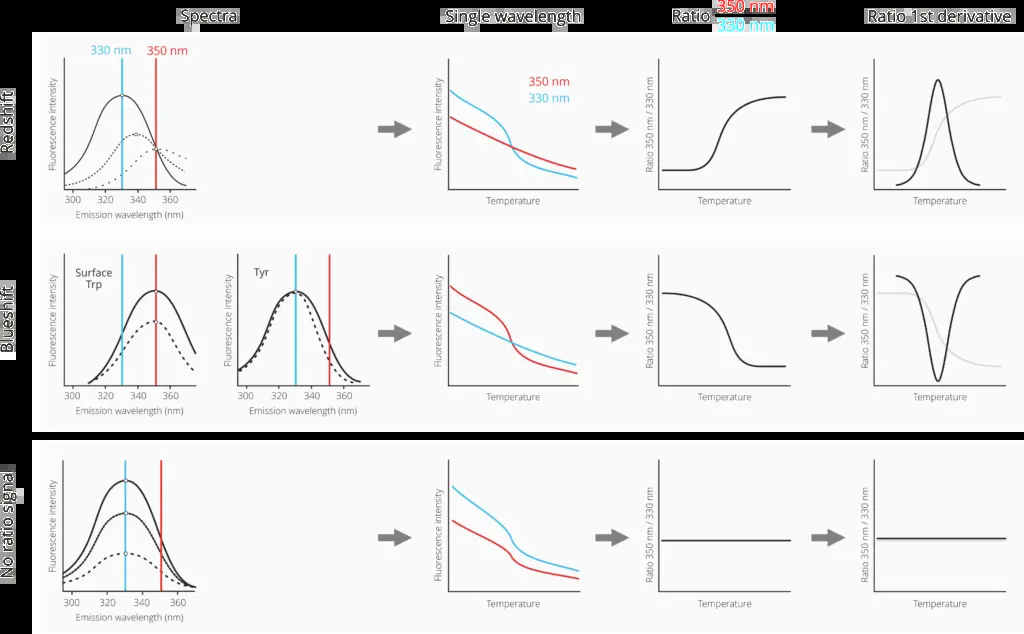 Spectra
Single wavelength
Ratio 350 nm
330 nm
Ratio 1st derivative
Redshift
330 nm 350 nm
Fluorescence intensity
300 320 340 360
Emission wavelength (nm)
350 nm
330 nm
Fluorescence intensity
Temperature
Ratio 350 nm / 330 nm
Temperature
Ratio 350 nm / 330 nm
Temperature
Blueshift
Surface
Trp
Fluorescence intensity
300 320 340 360
Emission wavelength (nm)
Tyr
Fluorescence intensity
300 320 340 360
Emission wavelength (nm)
Fluorescence intensity
Temperature
Ratio 350 nm / 330 nm
Temperature
Ratio 350 nm / 330 nm
Temperature
No ratio signal
Fluorescence intensity
300 320 340 360
Emission wavelength (nm)
Fluorescence intensity
Temperature
Ratio 350 nm / 330 nm
Temperature
Ratio 350 nm / 330 nm
Temperature